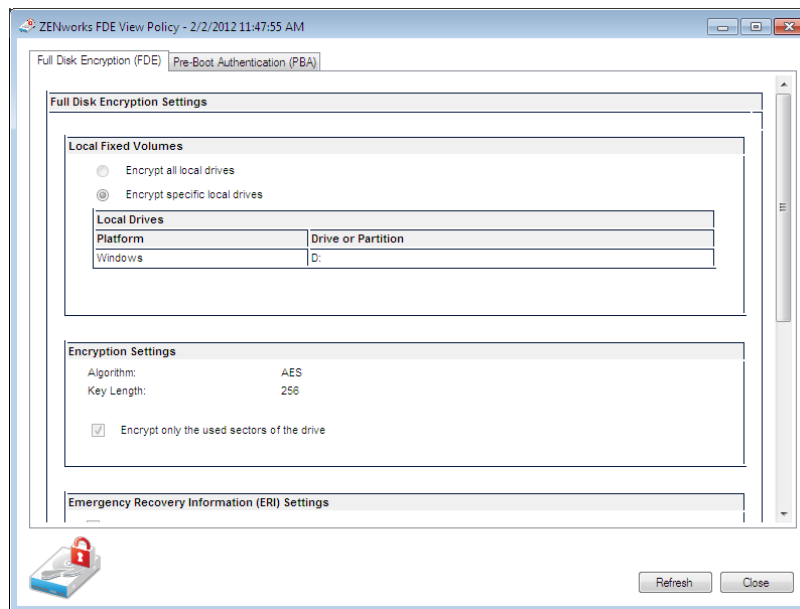 ZENworks FDE View Policy - 2/2/2012 11:47:55 AM
Full Disk Encryption (FDE) Pre-Boot Authentication (PBA)
Full Disk Encryption Settings
Local Fixed Volumes
Encrypt all local drives
Encrypt specific local drives
Local Drives
Platform Drive or Partition
Windows D:
Encryption Settings
Algorithm: AES
Key Length: 256
Encrypt only the used sectors of the drive
Emergency Recovery Information (ERI) Settings
Refresh Close